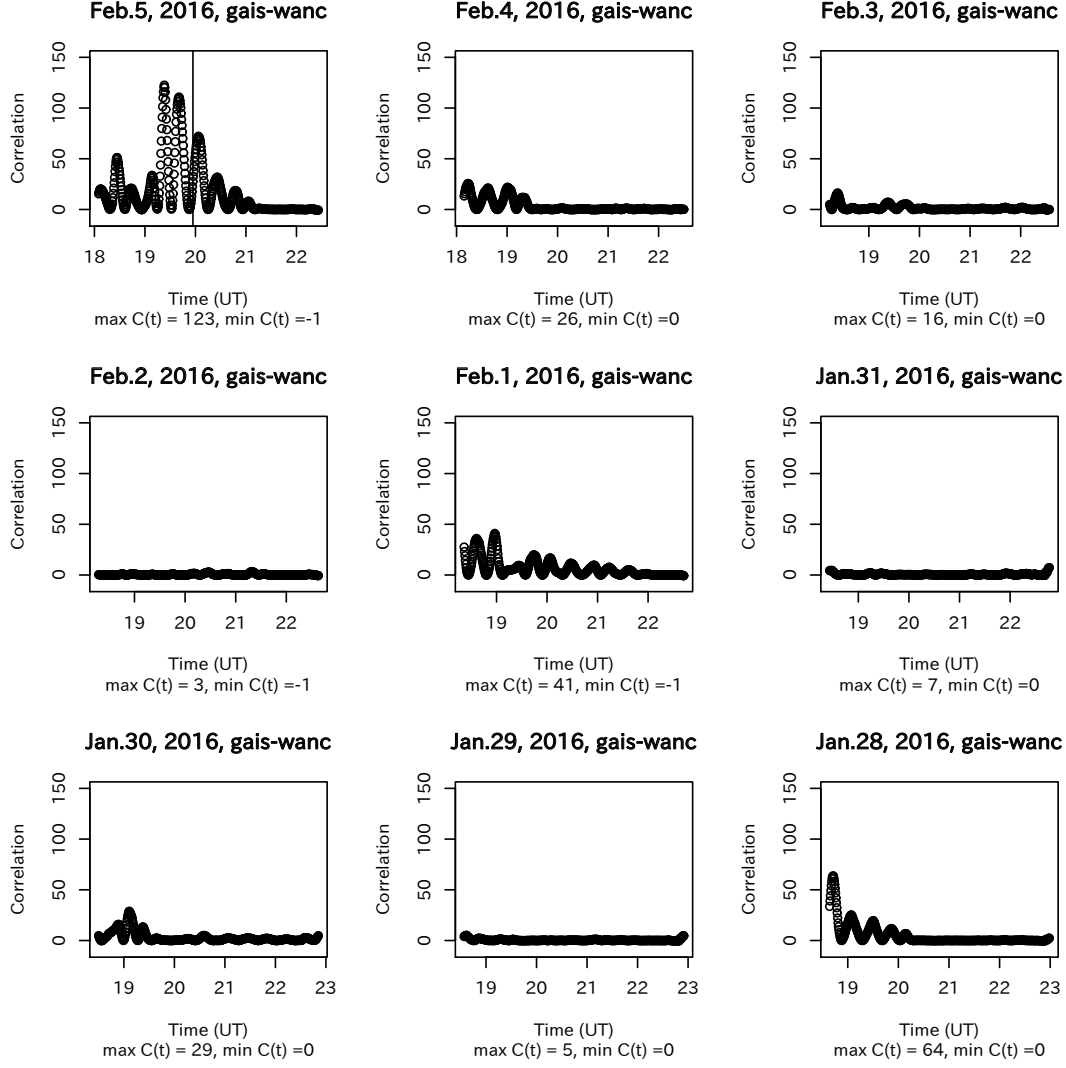 Feb.5, 2016, gais-wanc
Correlation
150
100
50
0
18 19 20 21 22
Time (UT)
max C(t) = 123, min C(t) =-1
Feb.4, 2016, gais-wanc
Correlation
150
100
50
0
18 19 20 21 22
Time (UT)
max C(t) = 26, min C(t) =0
Feb.3, 2016, gais-wanc
Correlation
150
100
50
0
19 20 21 22
Time (UT)
max C(t) = 16, min C(t) =0
Feb.2, 2016, gais-wanc
Correlation
150
100
50
0
19 20 21 22
Time (UT)
max C(t) = 3, min C(t) =-1
Feb.1, 2016, gais-wanc
Correlation
150
100
50
0
19 20 21 22
Time (UT)
max C(t) = 41, min C(t) =-1
Jan.31, 2016, gais-wanc
Correlation
150
100
50
0
19 20 21 22
Time (UT)
max C(t) = 7, min C(t) =0
Jan.30, 2016, gais-wanc
Correlation
150
100
50
0
19 20 21 22 23
Time (UT)
max C(t) = 29, min C(t) =0
Jan.29, 2016, gais-wanc
Correlation
150
100
50
0
19 20 21 22 23
Time (UT)
max C(t) = 5, min C(t) =0
Jan.28, 2016, gais-wanc
Correlation
150
100
50
0
19 20 21 22 23
Time (UT)
max C(t) = 64, min C(t) =0